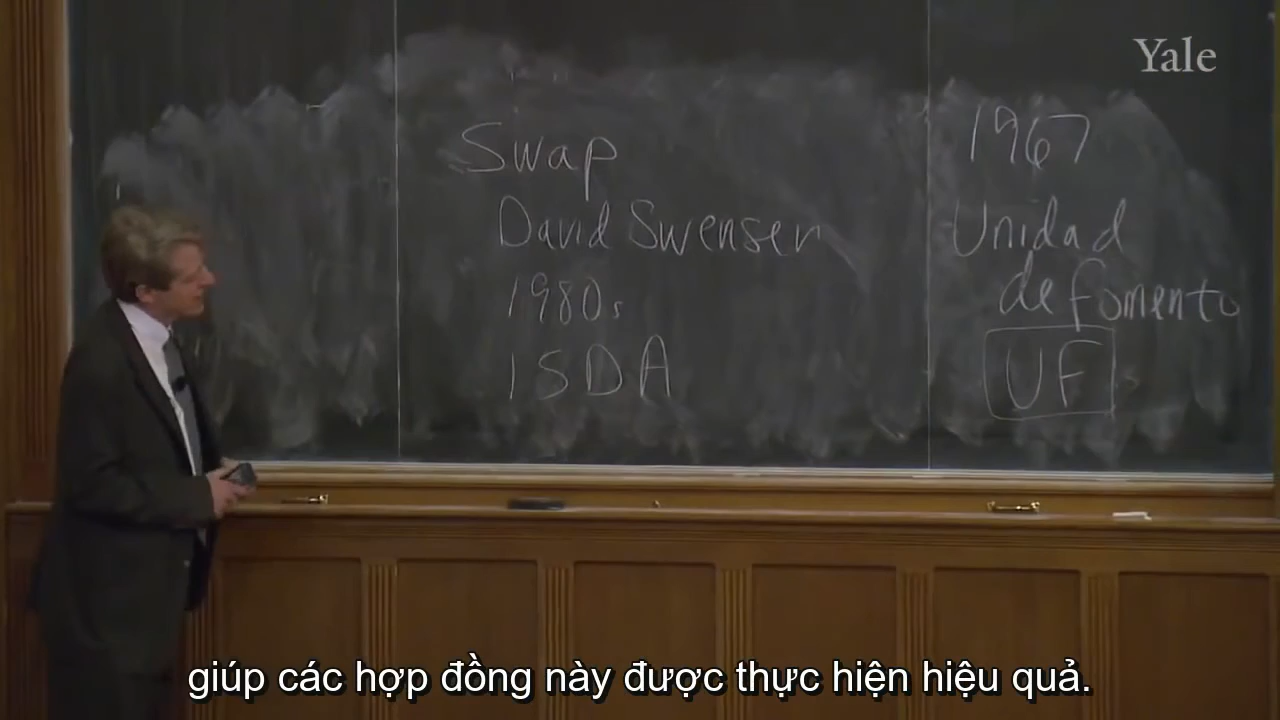 Yale
Swap
David Swensen
1980s
ISDA
1967
Unidad
de fomento
UF
giúp các hợp đồng này được thực hiện hiệu quả.